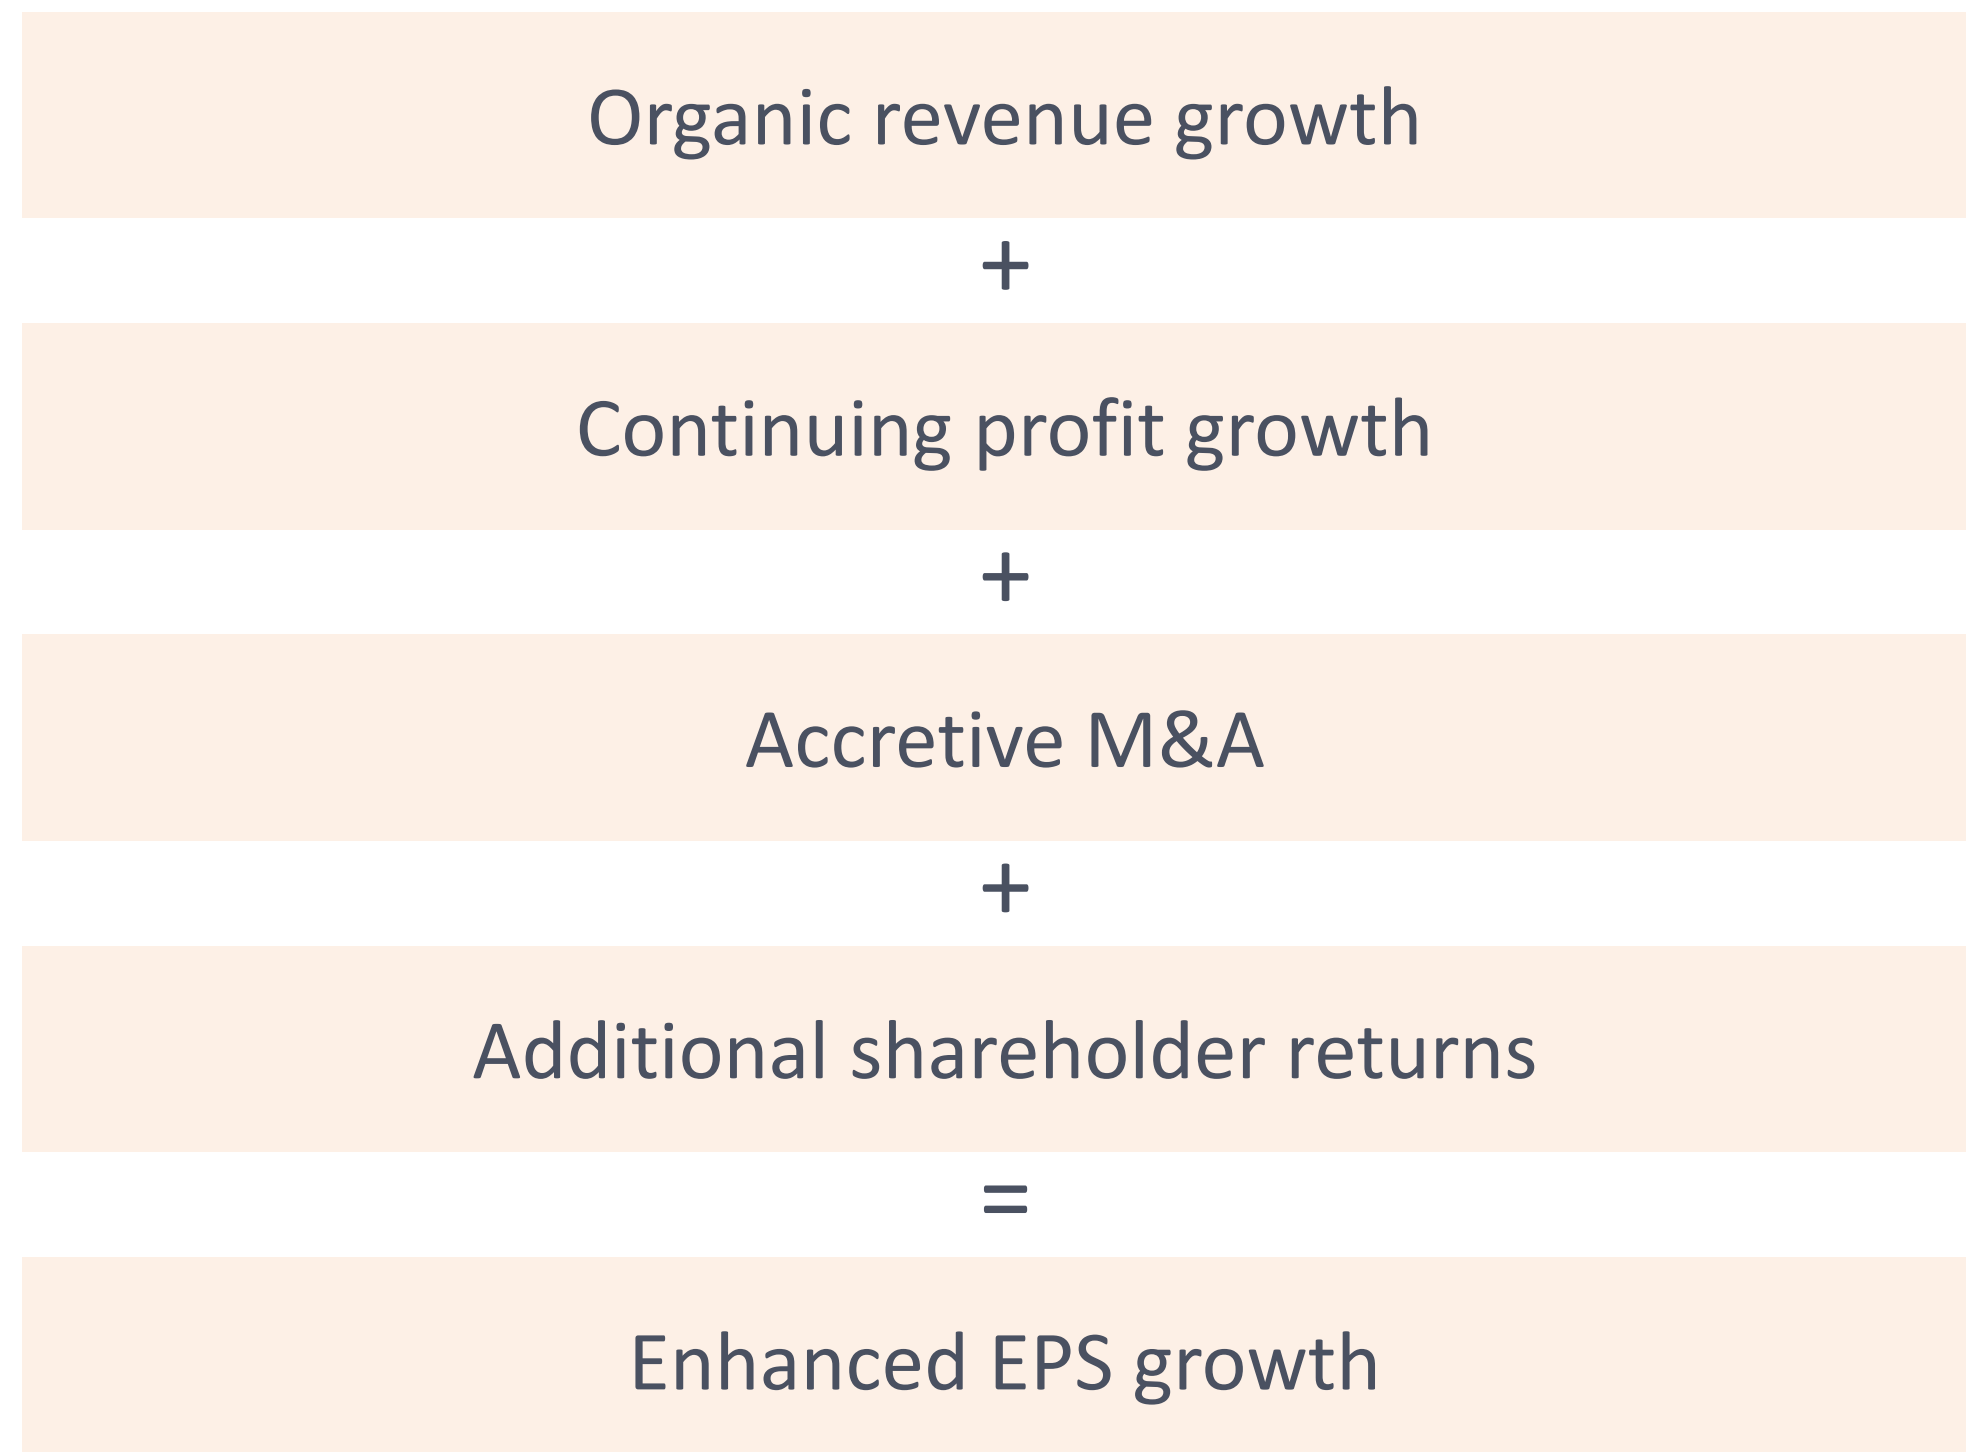 Organic revenue growth
+
Continuing profit growth
+
Accretive M&A
+
Additional shareholder returns
=
Enhanced EPS growth